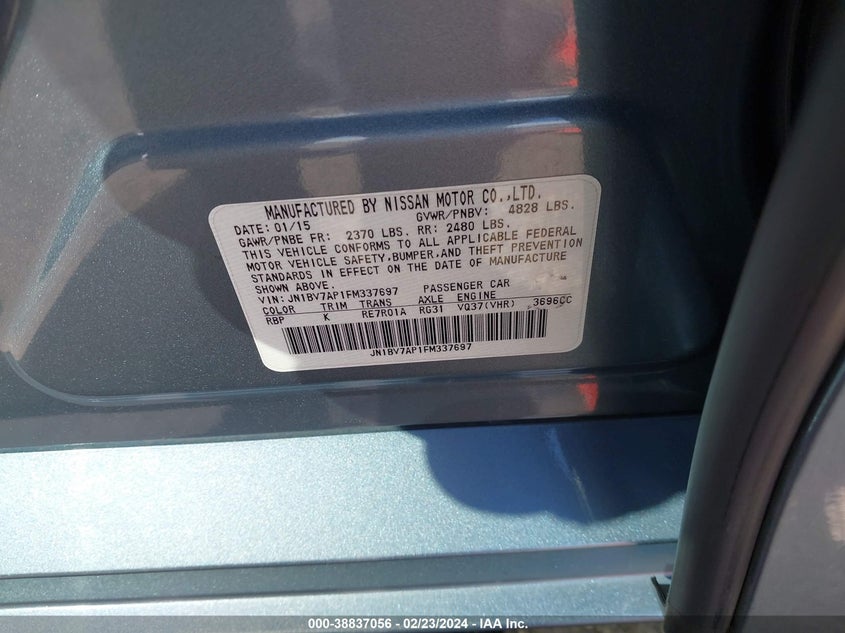 MANUFACTURED BY NISSAN MOTOR CO.,LTD.
DATE: 01/15 GVWR/PNBV: 4828 LBS.
GAWR/PNBE FR: 2370 LBS. RR: 2480 LBS.
THIS VEHICLE CONFORMS TO ALL APPLICABLE FEDERAL
MOTOR VEHICLE SAFETY,BUMPER,AND THEFT PREVENTION
STANDARDS IN EFFECT ON THE DATE OF MANUFACTURE
SHOWN ABOVE.
VIN: JN1BV7AP1FM337697 PASSENGER CAR
COLOR TRIM TRANS AXLE ENGINE
RBP K RE7R01A RG31 VQ37(VHR) 3696CC
JN1BV7AP1FM337697
000-38837056 / 02/23/2024 - IAA Inc.